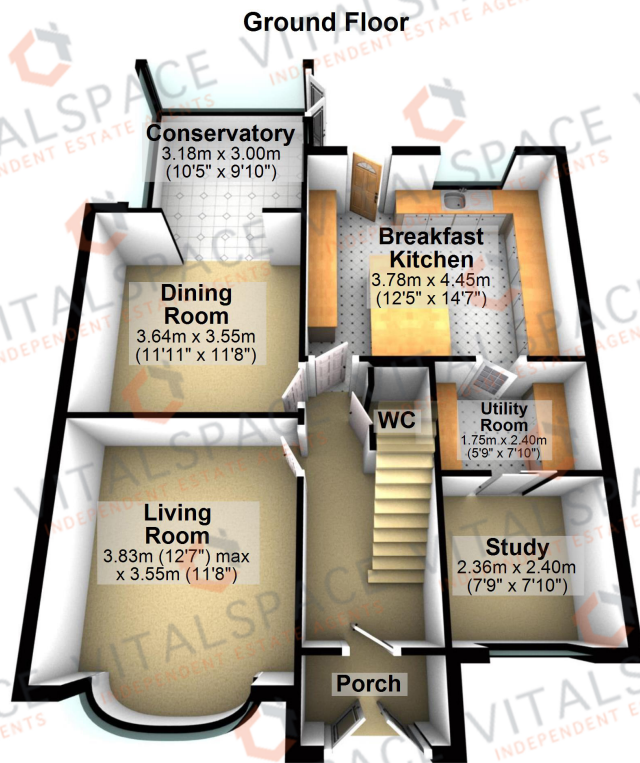 Ground Floor
VITALSPACE
INDEPENDENT ESTATE AGENTS
Conservatory
3.18m x 3.00m
(10'5" x 9'10")
Breakfast
Kitchen
3.78m x 4.45m
(12'5" x 14'7")
Dining
Room
3.64m x 3.55m
(11'11" x 11'8")
WC
Utility
Room
1.75m x 2.40m
(5'9" x 7'10")
Living
Room
3.83m (12'7") max
x 3.55m (11'8")
Study
2.36m x 2.40m
(7'9" x 7'10")
Porch